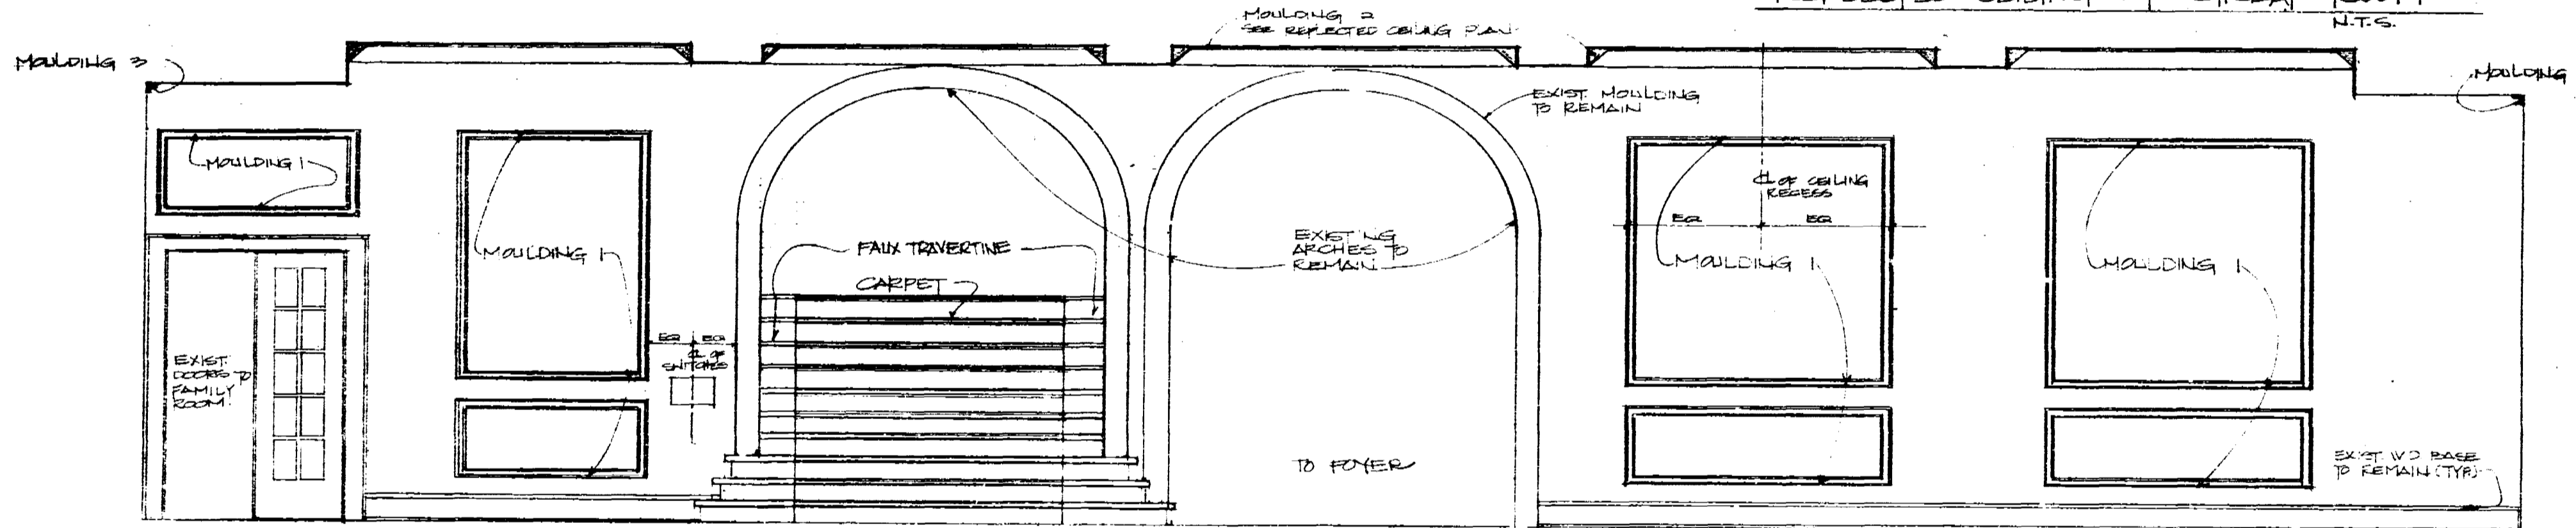 N.T.S.
MOULDING 2
SEE REFLECTED CEILING PLAN
MOULDING 3
MOULDING
EXIST. MOULDING
TO REMAIN
MOULDING 1
℄ OF CEILING
RECESS
EQ EQ
MOULDING 1
FAUX TRAVERTINE
CARPET
EXISTING
ARCHES TO
REMAIN
MOULDING 1
MOULDING 1
EQ EQ
℄ OF
SWITCHES
EXIST.
DOORS TO
FAMILY
ROOM.
TO FOYER
EXIST. WD BASE
TO REMAIN (TYP)